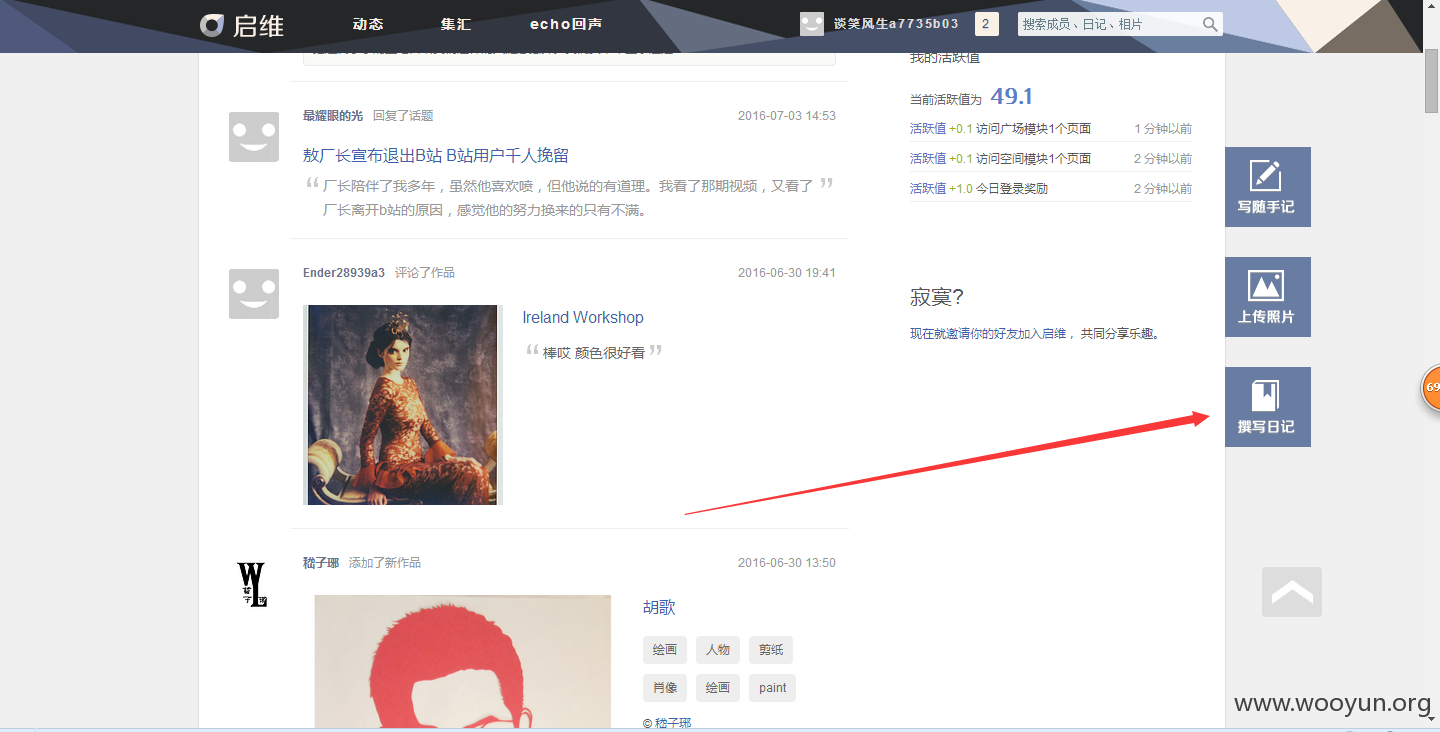 启维
动态
集汇
echo回声
谈笑风生a7735b03
2
搜索成员、日记、相片
我的活跃值
当前活跃值为 49.1
活跃值 +0.1 访问广场模块1个页面 1 分钟以前
活跃值 +0.1 访问空间模块1个页面 2 分钟以前
活跃值 +1.0 今日登录奖励 2 分钟以前
最耀眼的光 回复了话题 2016-07-03 14:53
敖厂长宣布退出B站 B站用户千人挽留
“ 厂长陪伴了我多年，虽然他喜欢喷，但他说的有道理。我看了那期视频，又看了 ”
厂长离开b站的原因，感觉他的努力换来的只有不满。
Ender28939a3 评论了作品 2016-06-30 19:41
Ireland Workshop
“ 棒哎 颜色很好看 ”
寂寞?
现在就邀请你的好友加入启维， 共同分享乐趣。
写随手记
上传照片
撰写日记
69
嵇子琊 添加了新作品 2016-06-30 13:50
胡歌
绘画 人物 剪纸
肖像 绘画 paint
© 嵇子琊
www.wooyun.org